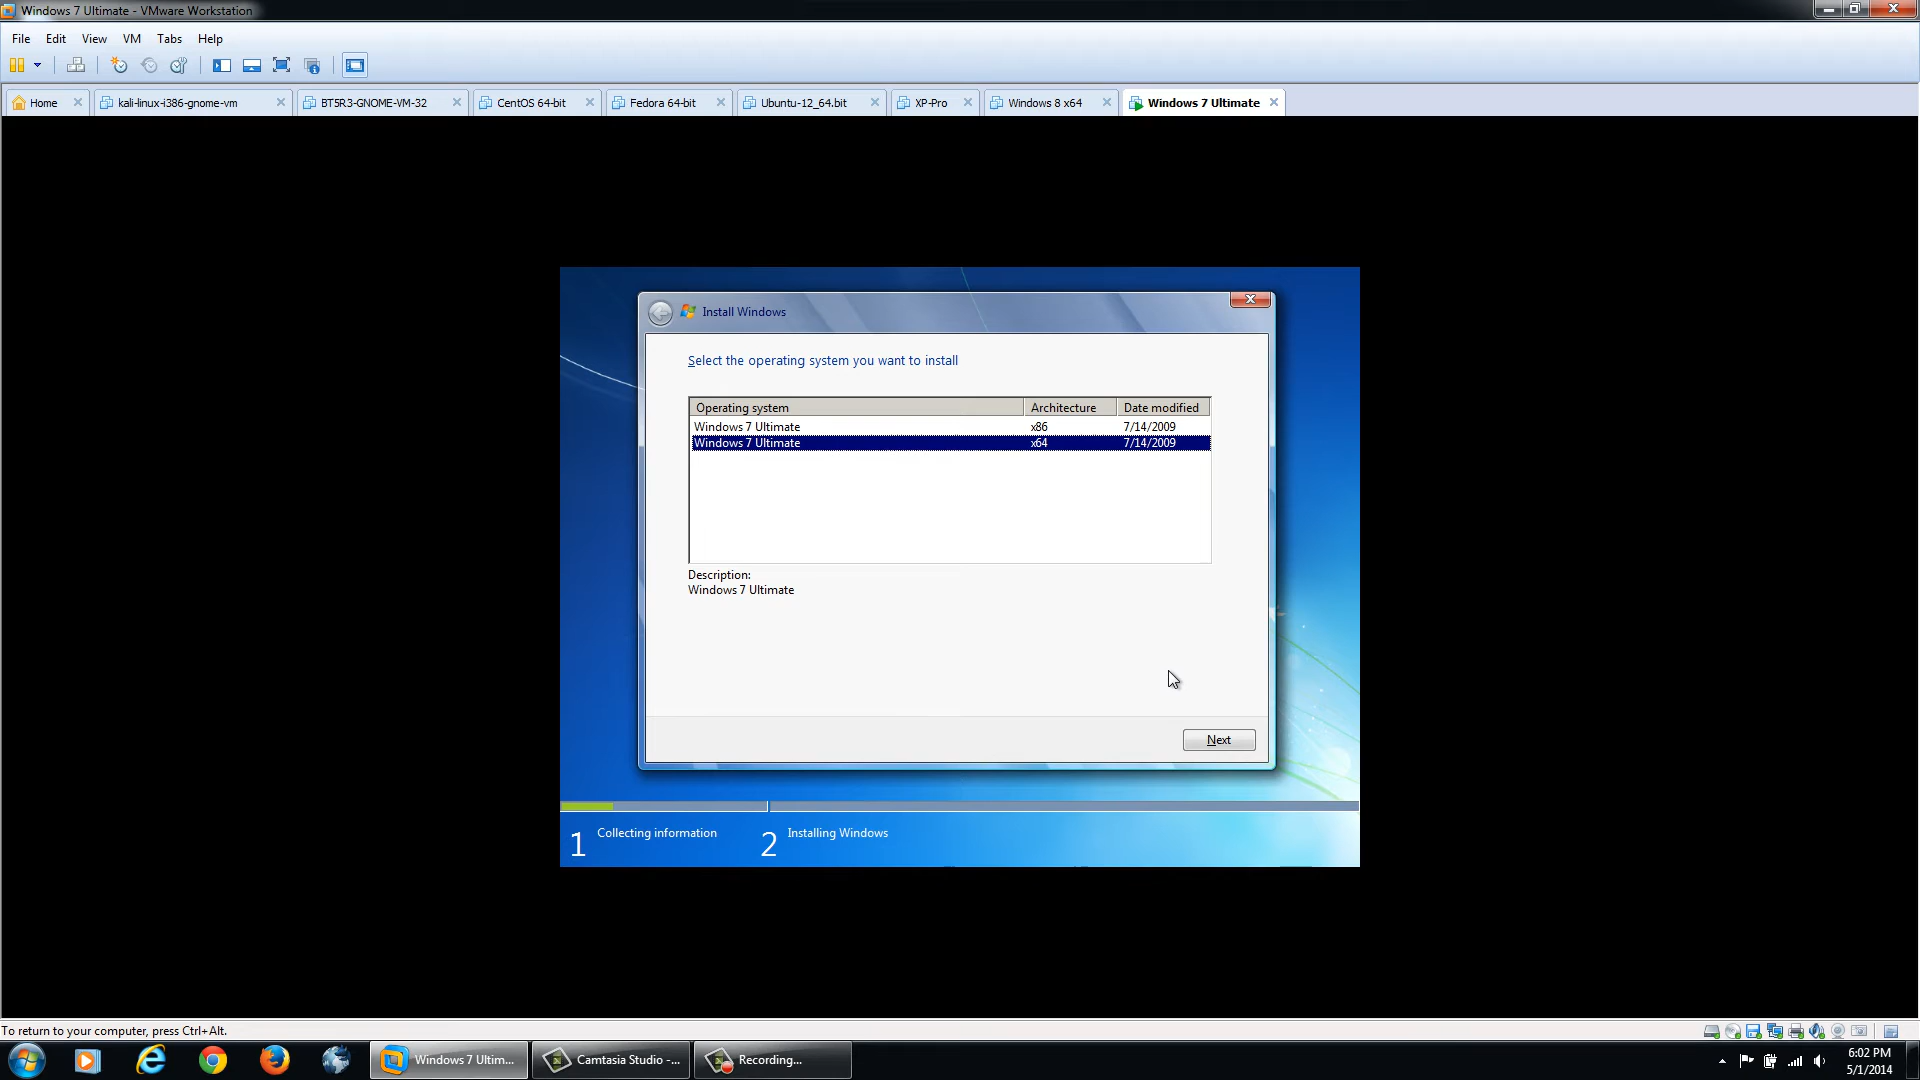 Windows 7 Ultimate - VMware Workstation
File Edit View VM Tabs Help
Home kali-linux-i386-gnome-vm BT5R3-GNOME-VM-32 CentOS 64-bit Fedora 64-bit Ubuntu-12_64.bit XP-Pro Windows 8 x64 Windows 7 Ultimate
Install Windows
Select the operating system you want to install
Operating system Architecture Date modified
Windows 7 Ultimate x86 7/14/2009
Windows 7 Ultimate x64 7/14/2009
Description:
Windows 7 Ultimate
Next
1 Collecting information 2 Installing Windows
To return to your computer, press Ctrl+Alt.
Windows 7 Ultim... Camtasia Studio -... Recording... 6:02 PM
5/1/2014